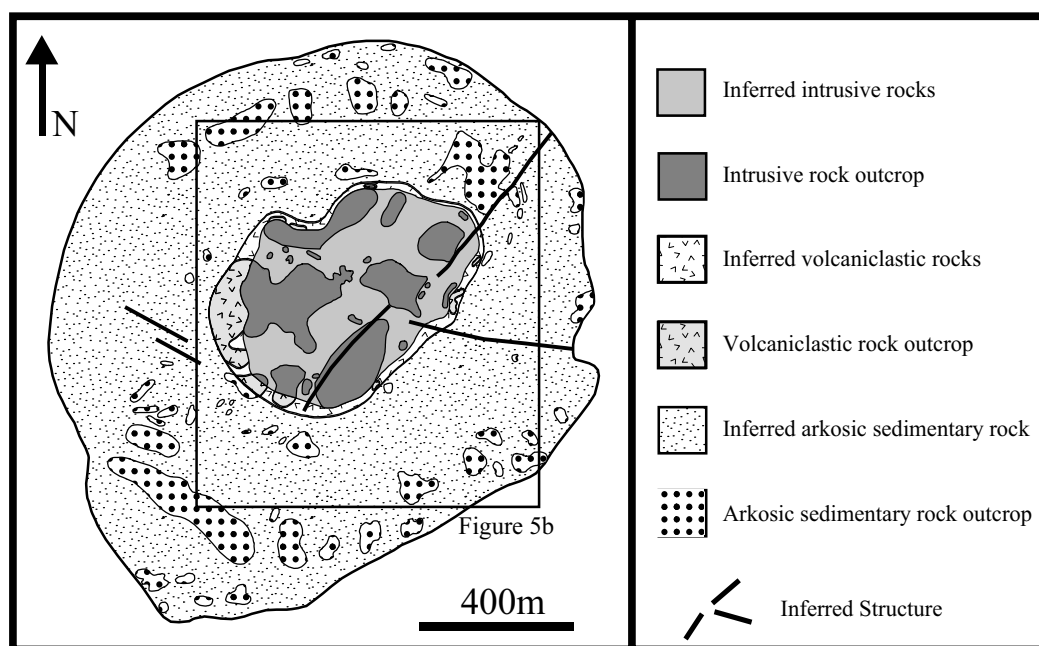 N
Figure 5b
400m
Inferred intrusive rocks
Intrusive rock outcrop
Inferred volcaniclastic rocks
Volcaniclastic rock outcrop
Inferred arkosic sedimentary rock
Arkosic sedimentary rock outcrop
Inferred Structure